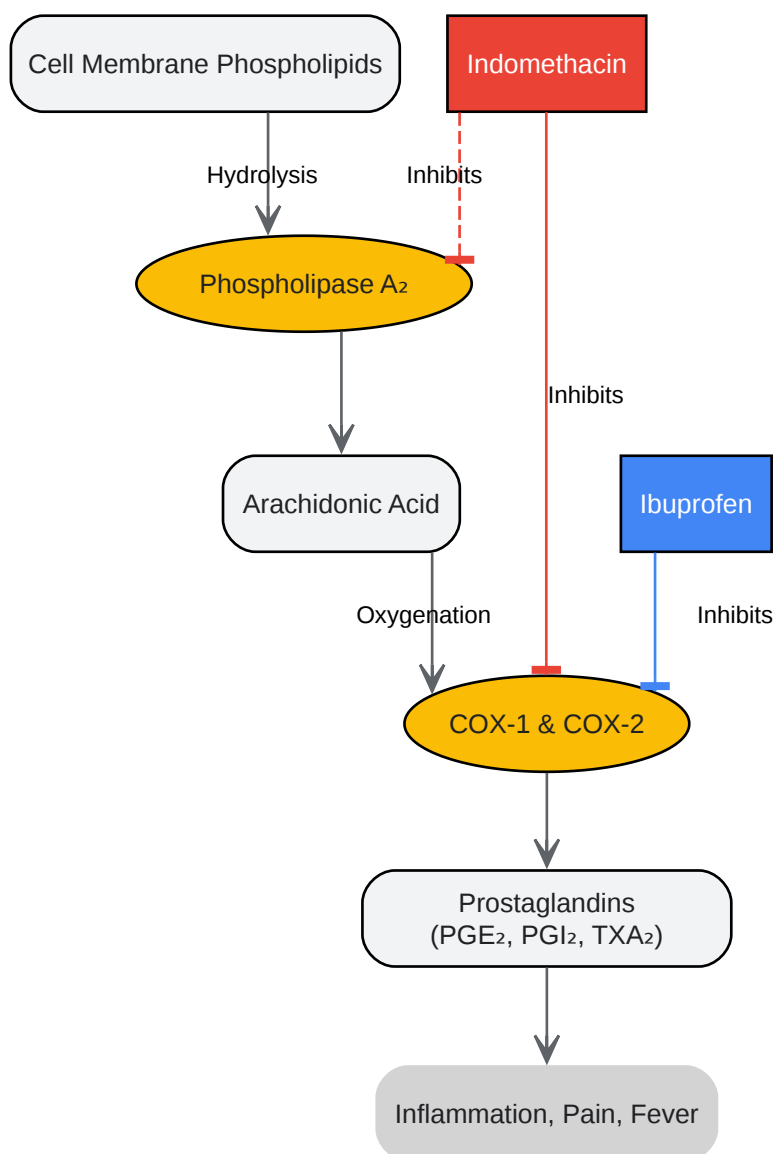 Cell Membrane Phospholipids
Indomethacin
Hydrolysis
Inhibits
Phospholipase A₂
Inhibits
Arachidonic Acid
Ibuprofen
Oxygenation
Inhibits
COX-1 & COX-2
Prostaglandins
(PGE₂, PGI₂, TXA₂)
Inflammation, Pain, Fever